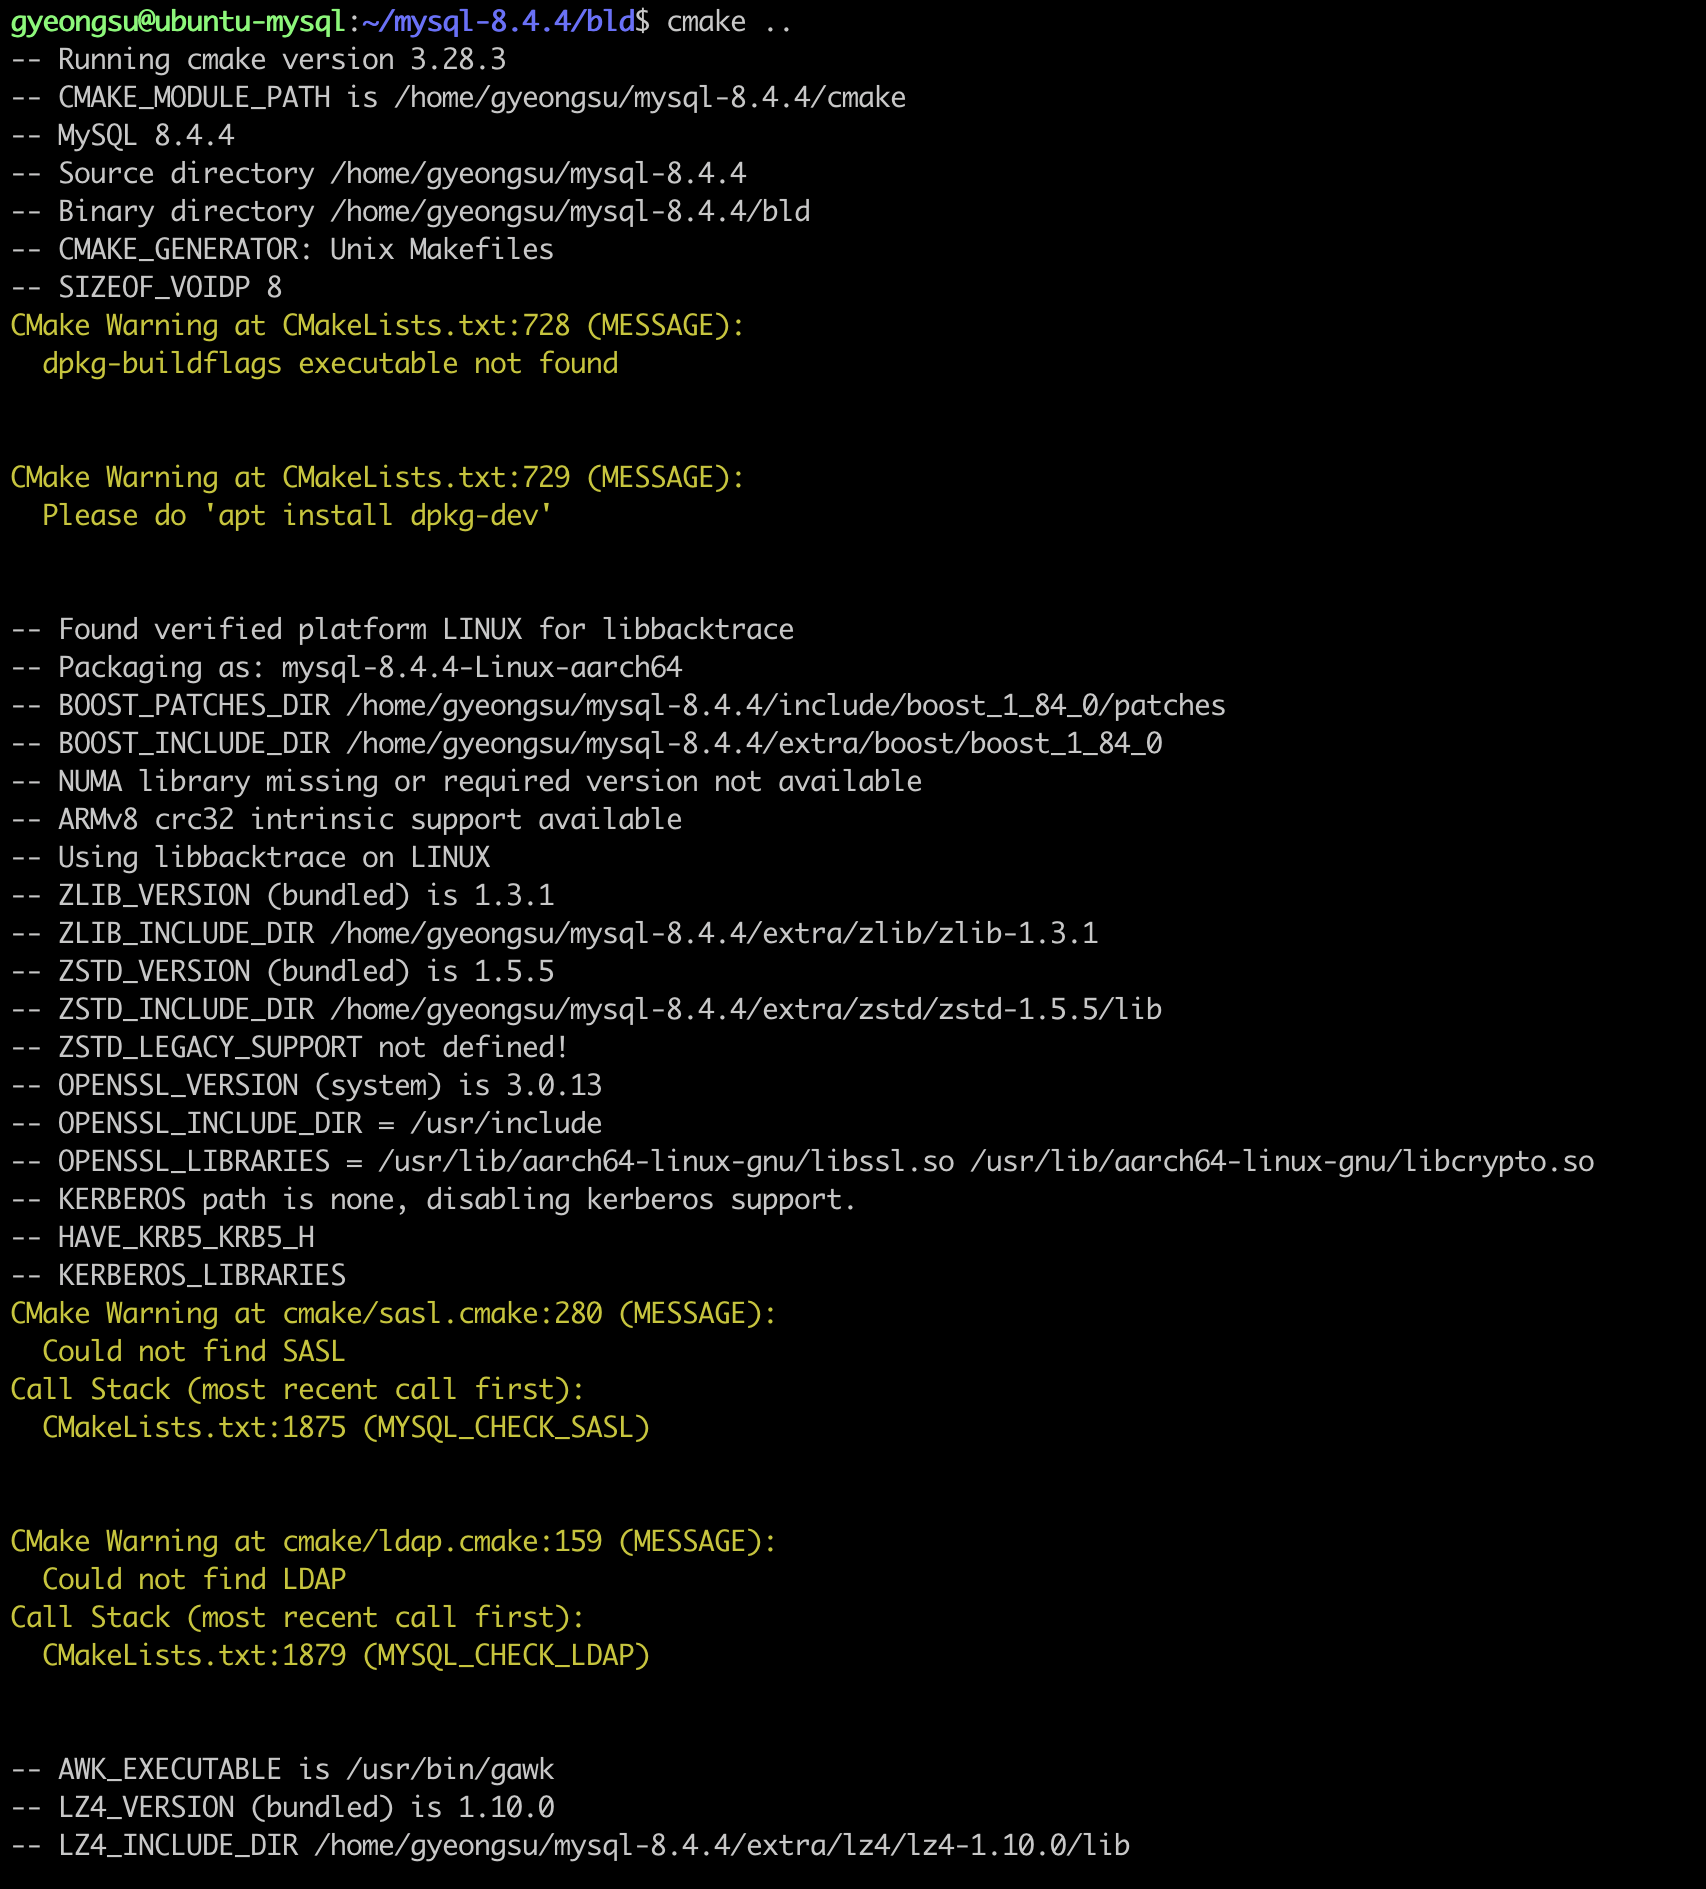 gyeongsu@ubuntu-mysql:~/mysql-8.4.4/bld$ cmake ..
-- Running cmake version 3.28.3
-- CMAKE_MODULE_PATH is /home/gyeongsu/mysql-8.4.4/cmake
-- MySQL 8.4.4
-- Source directory /home/gyeongsu/mysql-8.4.4
-- Binary directory /home/gyeongsu/mysql-8.4.4/bld
-- CMAKE_GENERATOR: Unix Makefiles
-- SIZEOF_VOIDP 8
CMake Warning at CMakeLists.txt:728 (MESSAGE):
  dpkg-buildflags executable not found
CMake Warning at CMakeLists.txt:729 (MESSAGE):
  Please do 'apt install dpkg-dev'
-- Found verified platform LINUX for libbacktrace
-- Packaging as: mysql-8.4.4-Linux-aarch64
-- BOOST_PATCHES_DIR /home/gyeongsu/mysql-8.4.4/include/boost_1_84_0/patches
-- BOOST_INCLUDE_DIR /home/gyeongsu/mysql-8.4.4/extra/boost/boost_1_84_0
-- NUMA library missing or required version not available
-- ARMv8 crc32 intrinsic support available
-- Using libbacktrace on LINUX
-- ZLIB_VERSION (bundled) is 1.3.1
-- ZLIB_INCLUDE_DIR /home/gyeongsu/mysql-8.4.4/extra/zlib/zlib-1.3.1
-- ZSTD_VERSION (bundled) is 1.5.5
-- ZSTD_INCLUDE_DIR /home/gyeongsu/mysql-8.4.4/extra/zstd/zstd-1.5.5/lib
-- ZSTD_LEGACY_SUPPORT not defined!
-- OPENSSL_VERSION (system) is 3.0.13
-- OPENSSL_INCLUDE_DIR = /usr/include
-- OPENSSL_LIBRARIES = /usr/lib/aarch64-linux-gnu/libssl.so /usr/lib/aarch64-linux-gnu/libcrypto.so
-- KERBEROS path is none, disabling kerberos support.
-- HAVE_KRB5_KRB5_H
-- KERBEROS_LIBRARIES
CMake Warning at cmake/sasl.cmake:280 (MESSAGE):
  Could not find SASL
Call Stack (most recent call first):
  CMakeLists.txt:1875 (MYSQL_CHECK_SASL)
CMake Warning at cmake/ldap.cmake:159 (MESSAGE):
  Could not find LDAP
Call Stack (most recent call first):
  CMakeLists.txt:1879 (MYSQL_CHECK_LDAP)
-- AWK_EXECUTABLE is /usr/bin/gawk
-- LZ4_VERSION (bundled) is 1.10.0
-- LZ4_INCLUDE_DIR /home/gyeongsu/mysql-8.4.4/extra/lz4/lz4-1.10.0/lib